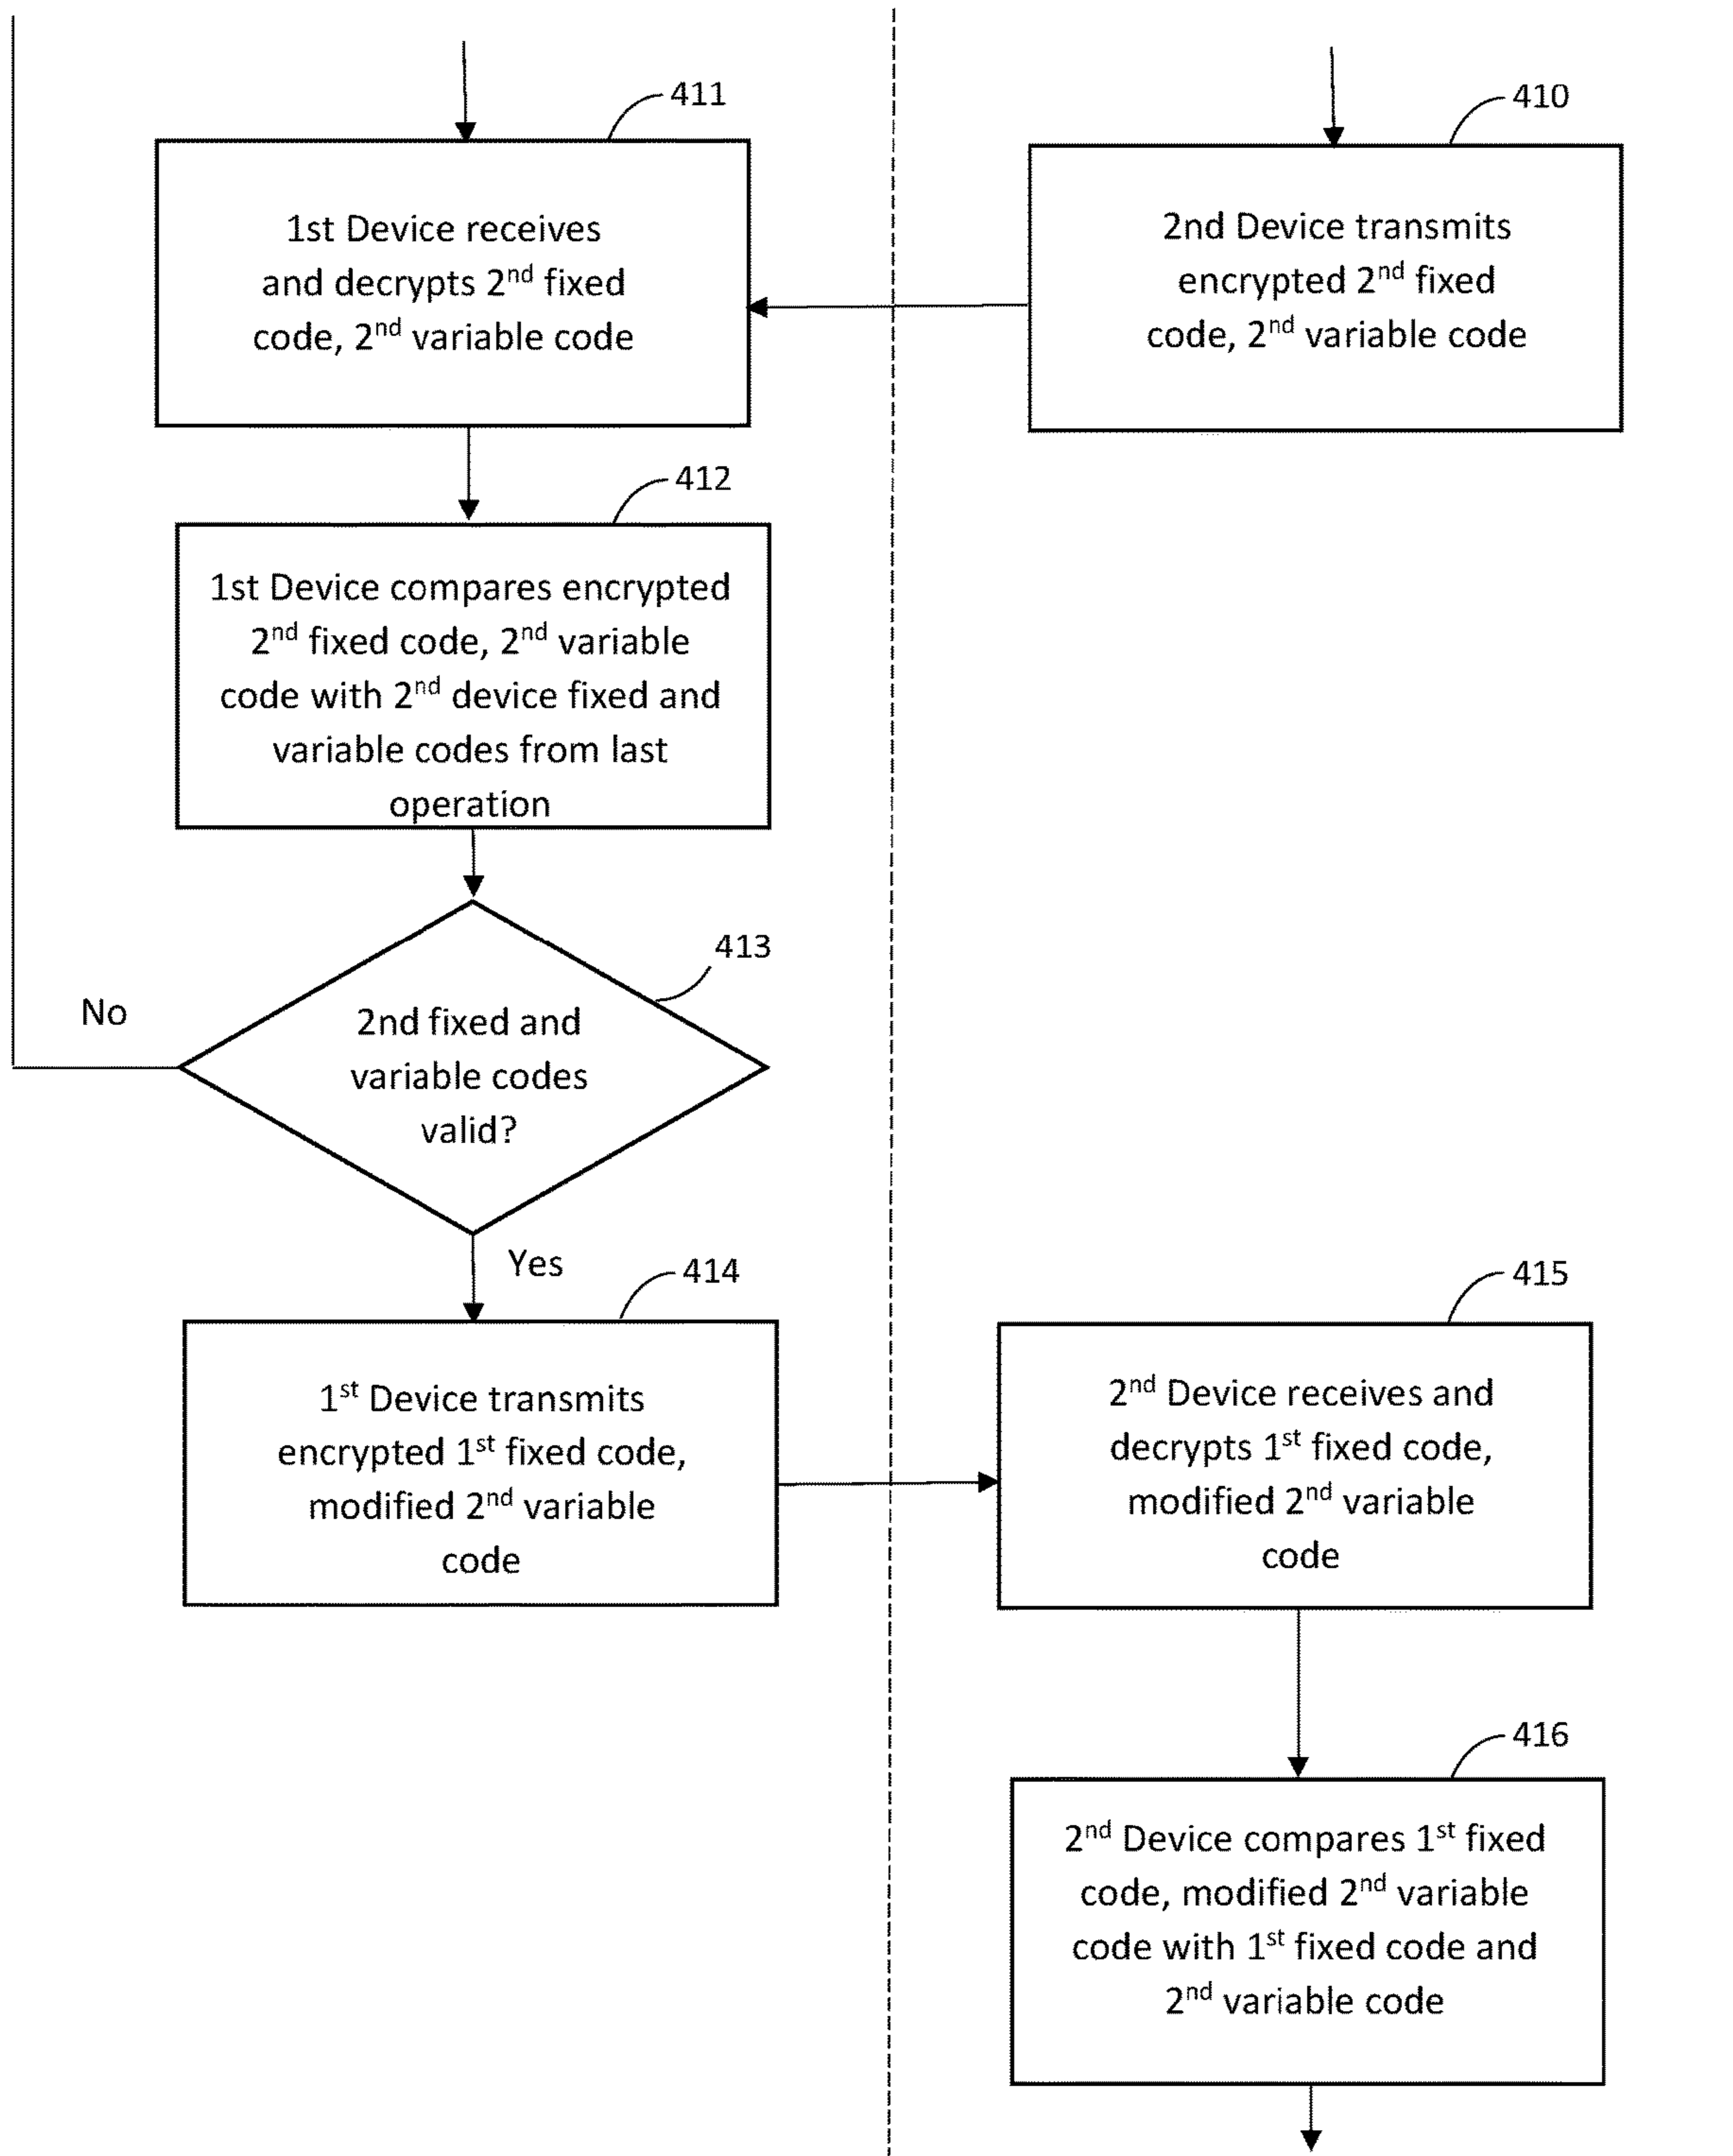 411
1st Device receives
and decrypts 2nd fixed
code, 2nd variable code
410
2nd Device transmits
encrypted 2nd fixed
code, 2nd variable code
412
1st Device compares encrypted
2nd fixed code, 2nd variable
code with 2nd device fixed and
variable codes from last
operation
413
No
2nd fixed and
variable codes
valid?
Yes
414
1st Device transmits
encrypted 1st fixed code,
modified 2nd variable
code
415
2nd Device receives and
decrypts 1st fixed code,
modified 2nd variable
code
416
2nd Device compares 1st fixed
code, modified 2nd variable
code with 1st fixed code and
2nd variable code